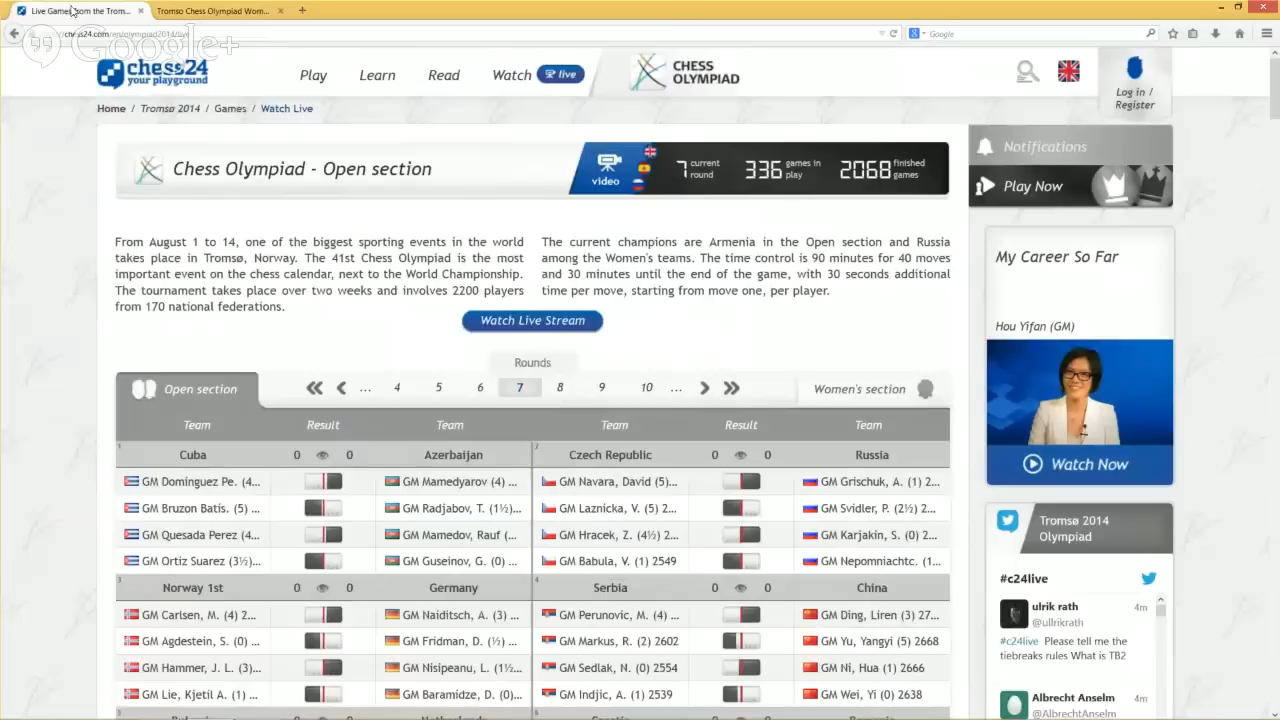 Live Games from the Trom...
Tromso Chess Olympiad Wom...
Google+
Google
chess24
your playground
Play
Learn
Read
Watch
live
CHESS
OLYMPIAD
Log in /
Register
Home / Tromsø 2014 / Games / Watch Live
Chess Olympiad - Open section
video
7 current round
336 games in play
2068 finished games
Notifications
Play Now
From August 1 to 14, one of the biggest sporting events in the world
takes place in Tromsø, Norway. The 41st Chess Olympiad is the most
important event on the chess calendar, next to the World Championship.
The tournament takes place over two weeks and involves 2200 players
from 170 national federations.
The current champions are Armenia in the Open section and Russia
among the Women's teams. The time control is 90 minutes for 40 moves
and 30 minutes until the end of the game, with 30 seconds additional
time per move, starting from move one, per player.
Watch Live Stream
My Career So Far
Hou Yifan (GM)
Watch Now
Rounds
Open section
... 4 5 6 7 8 9 10 ...
Women's section
Team Result Team Team Result Team
1 Cuba 0 0 Azerbaijan
2 Czech Republic 0 0 Russia
GM Dominguez Pe. (4... GM Mamedyarov (4) ... GM Navara, David (5)... GM Grischuk, A. (1) 2...
GM Bruzon Batis. (5) ... GM Radjabov, T. (1½)... GM Laznicka, V. (5) 2... GM Svidler, P. (2½) 2...
GM Quesada Perez (4... GM Mamedov, Rauf (... GM Hracek, Z. (4½) 2... GM Karjakin, S. (0) 2...
GM Ortiz Suarez (3½)... GM Guseinov, G. (0) ... GM Babula, V. (1) 2549 GM Nepomniachtc. (1...
3 Norway 1st 0 0 Germany
4 Serbia 0 0 China
GM Carlsen, M. (4) 2... GM Naiditsch, A. (3) ... GM Perunovic, M. (4) ... GM Ding, Liren (3) 27...
GM Agdestein, S. (0) ... GM Fridman, D. (½) ... GM Markus, R. (2) 2602 GM Yu, Yangyi (5) 2668
GM Hammer, J. L. (3)... GM Nisipeanu, L. (1½... GM Sedlak, N. (0) 2554 GM Ni, Hua (1) 2666
GM Lie, Kjetil A. (1) ... GM Baramidze, D. (0)... GM Indjic, A. (1) 2539 GM Wei, Yi (0) 2638
Tromsø 2014
Olympiad
#c24live
ulrik rath 4m
@ullrikrath
#c24live Please tell me the
tiebreaks rules What is TB2
Albrecht Anselm 4m
@AlbrechtAnselm